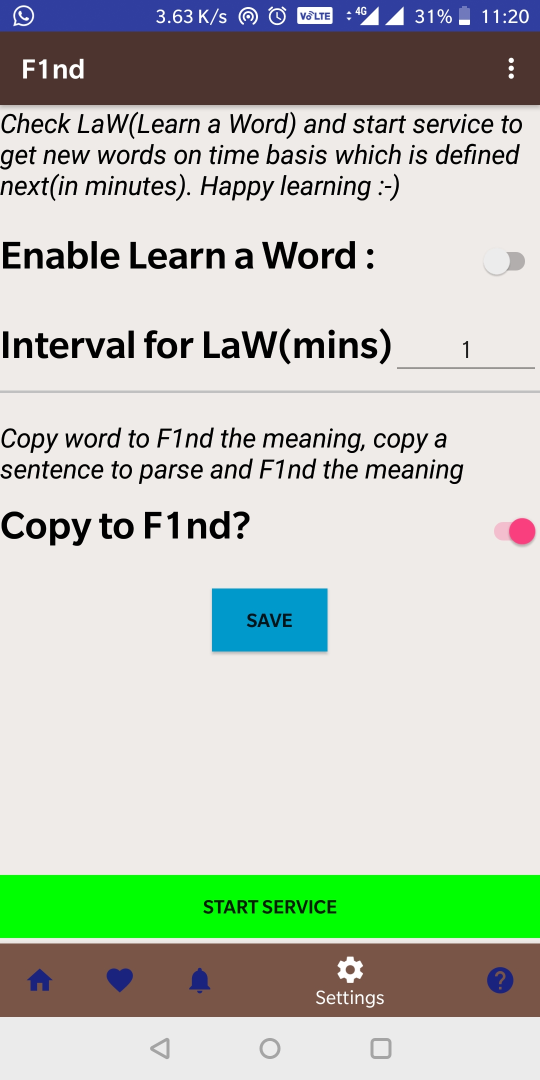 3.63 K/s VoLTE 4G 31% 11:20
F1nd
Check LaW(Learn a Word) and start service to
get new words on time basis which is defined
next(in minutes). Happy learning :-)
Enable Learn a Word :
Interval for LaW(mins) 1
Copy word to F1nd the meaning, copy a
sentence to parse and F1nd the meaning
Copy to F1nd?
SAVE
START SERVICE
Settings